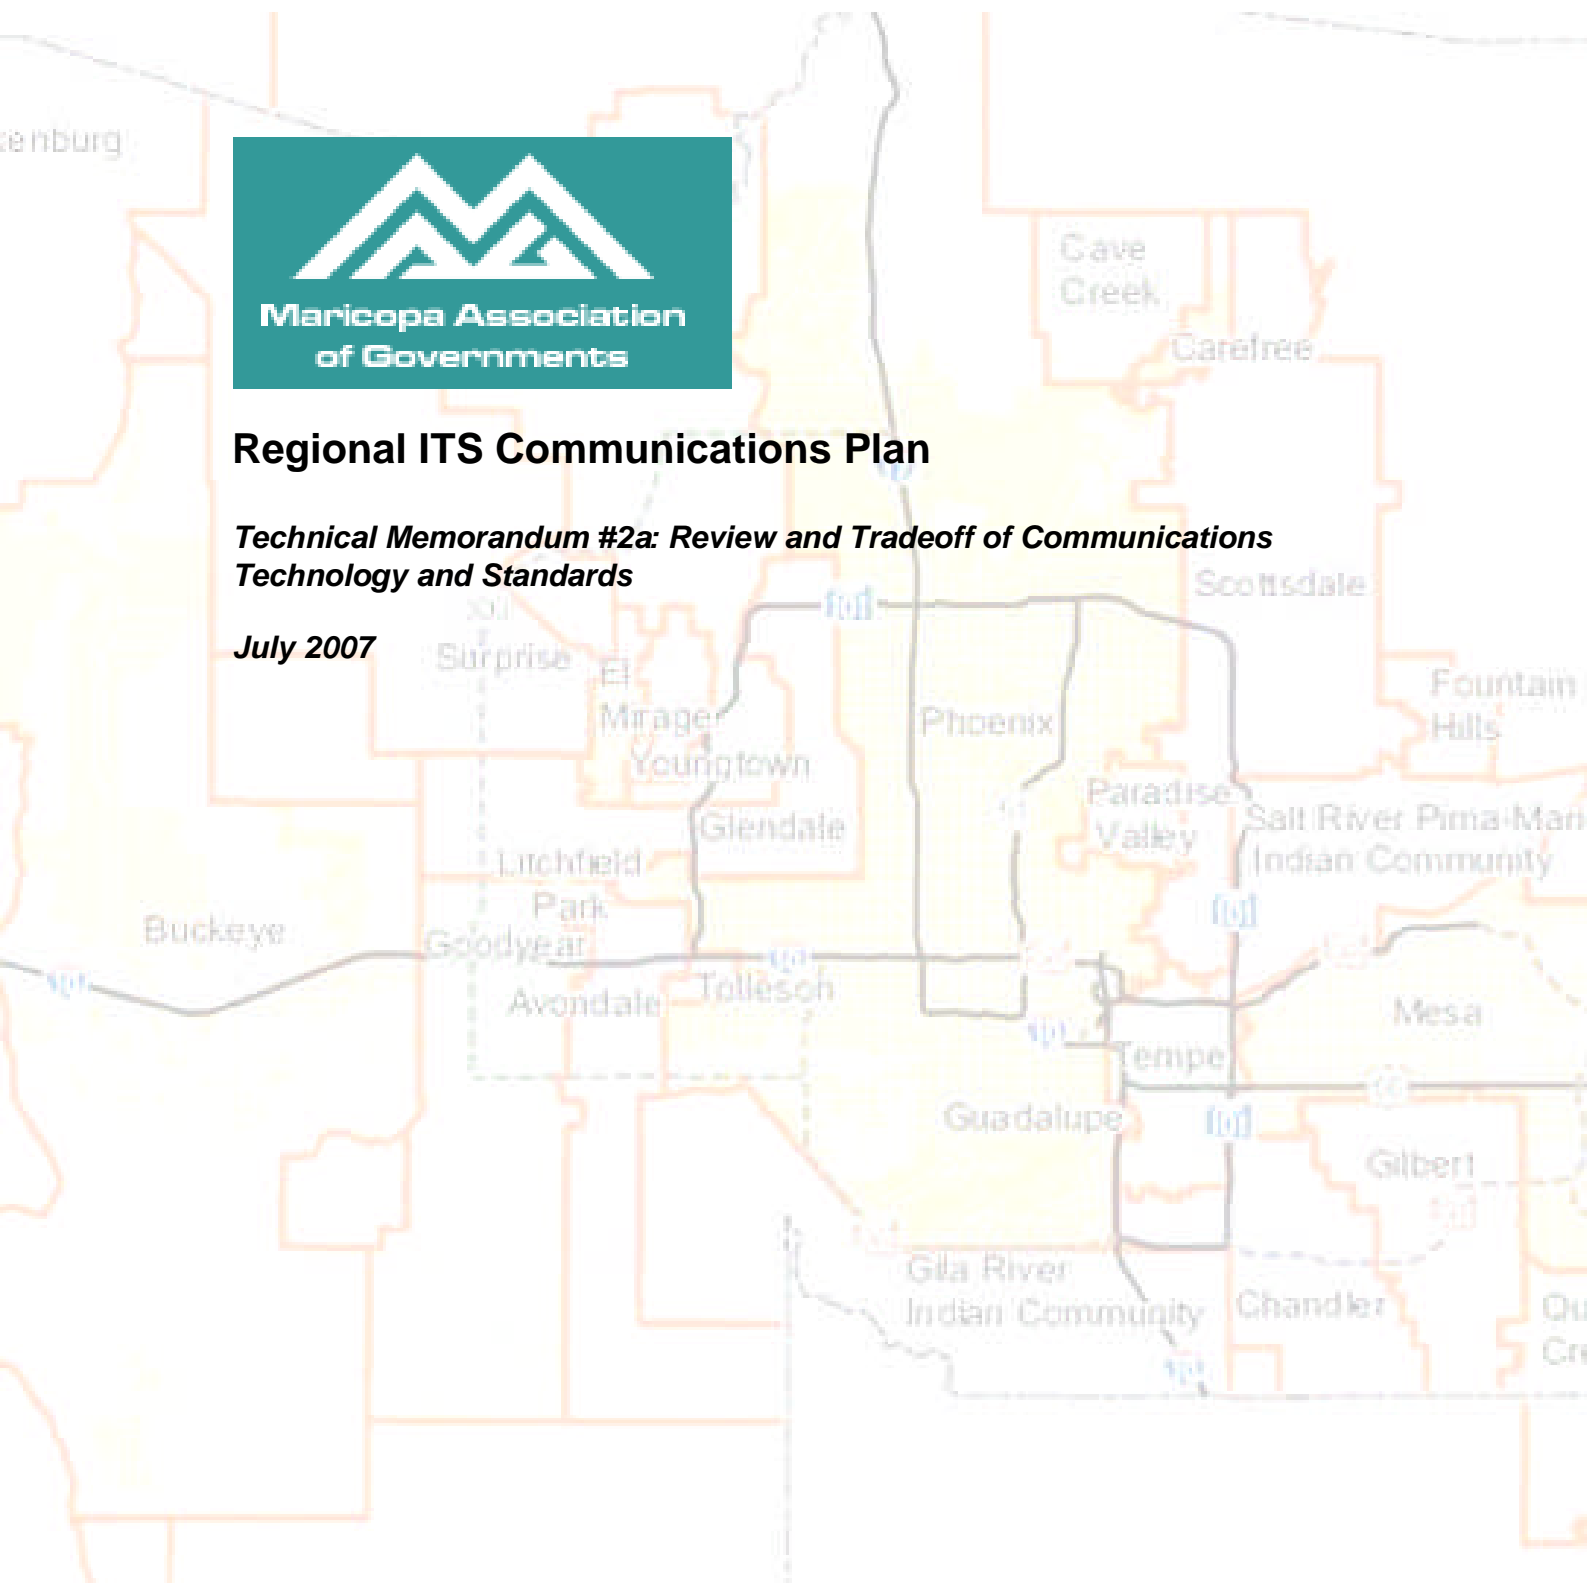 Maricopa Association
of Governments
Regional ITS Communications Plan
Technical Memorandum #2a: Review and Tradeoff of Communications
Technology and Standards
July 2007
Cave
Creek
Carefree
Scottsdale
Surprise
El
Mirage
Youngtown
Fountain
Hills
Phoenix
Paradise
Valley
Glendale
Salt River Pima-Mari
Indian Community
Litchfield
Park
Buckeye
Goodyear
Avondale
Tolleson
Mesa
Tempe
Guadalupe
Gilbert
Gila River
Indian Community
Chandler